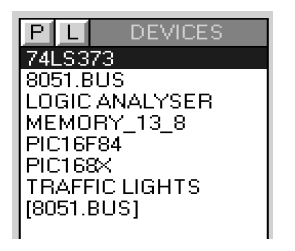 P L DEVICES
74LS373
8051.BUS
LOGIC ANALYSER
MEMORY_13_8
PIC16F84
PIC168X
TRAFFIC LIGHTS
[8051.BUS]